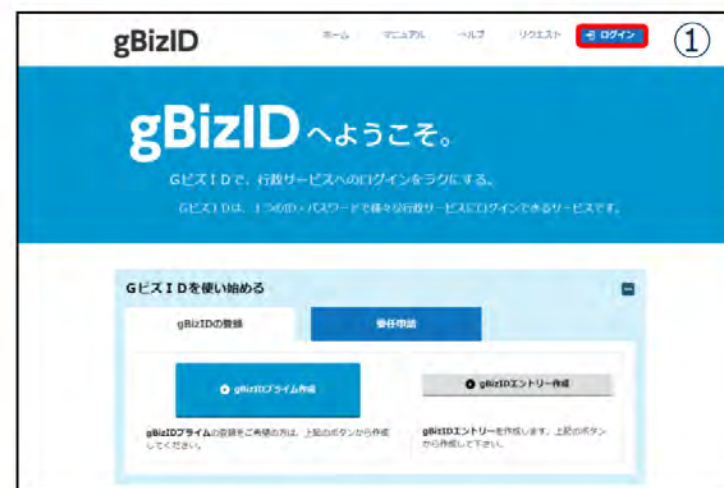 gBizID
ホーム マニュアル ヘルプ リクエスト ログイン ①
gBizIDへようこそ。
GビズIDで、行政サービスへのログインをラクにする。
GビズIDは、1つのID・パスワードで様々な行政サービスにログインできるサービスです。
GビズIDを使い始める
gBizIDの登録 委任申請
gBizIDプライム作成 gBizIDエントリー作成
gBizIDプライムの登録をご希望の方は、上記のボタンから作成
してください。
gBizIDエントリーを作成します。上記のボタン
から作成して下さい。